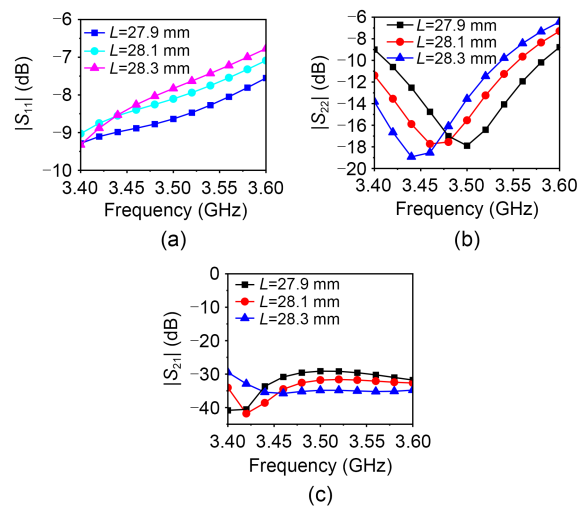 −5
−6
−7
−8
−9
−10
|S11| (dB)
L=27.9 mm
L=28.1 mm
L=28.3 mm
3.40 3.45 3.50 3.55 3.60
Frequency (GHz)
(a)
−6
−8
−10
−12
−14
−16
−18
−20
|S22| (dB)
L=27.9 mm
L=28.1 mm
L=28.3 mm
3.40 3.45 3.50 3.55 3.60
Frequency (GHz)
(b)
0
−10
−20
−30
−40
|S21| (dB)
L=27.9 mm
L=28.1 mm
L=28.3 mm
3.40 3.45 3.50 3.55 3.60
Frequency (GHz)
(c)